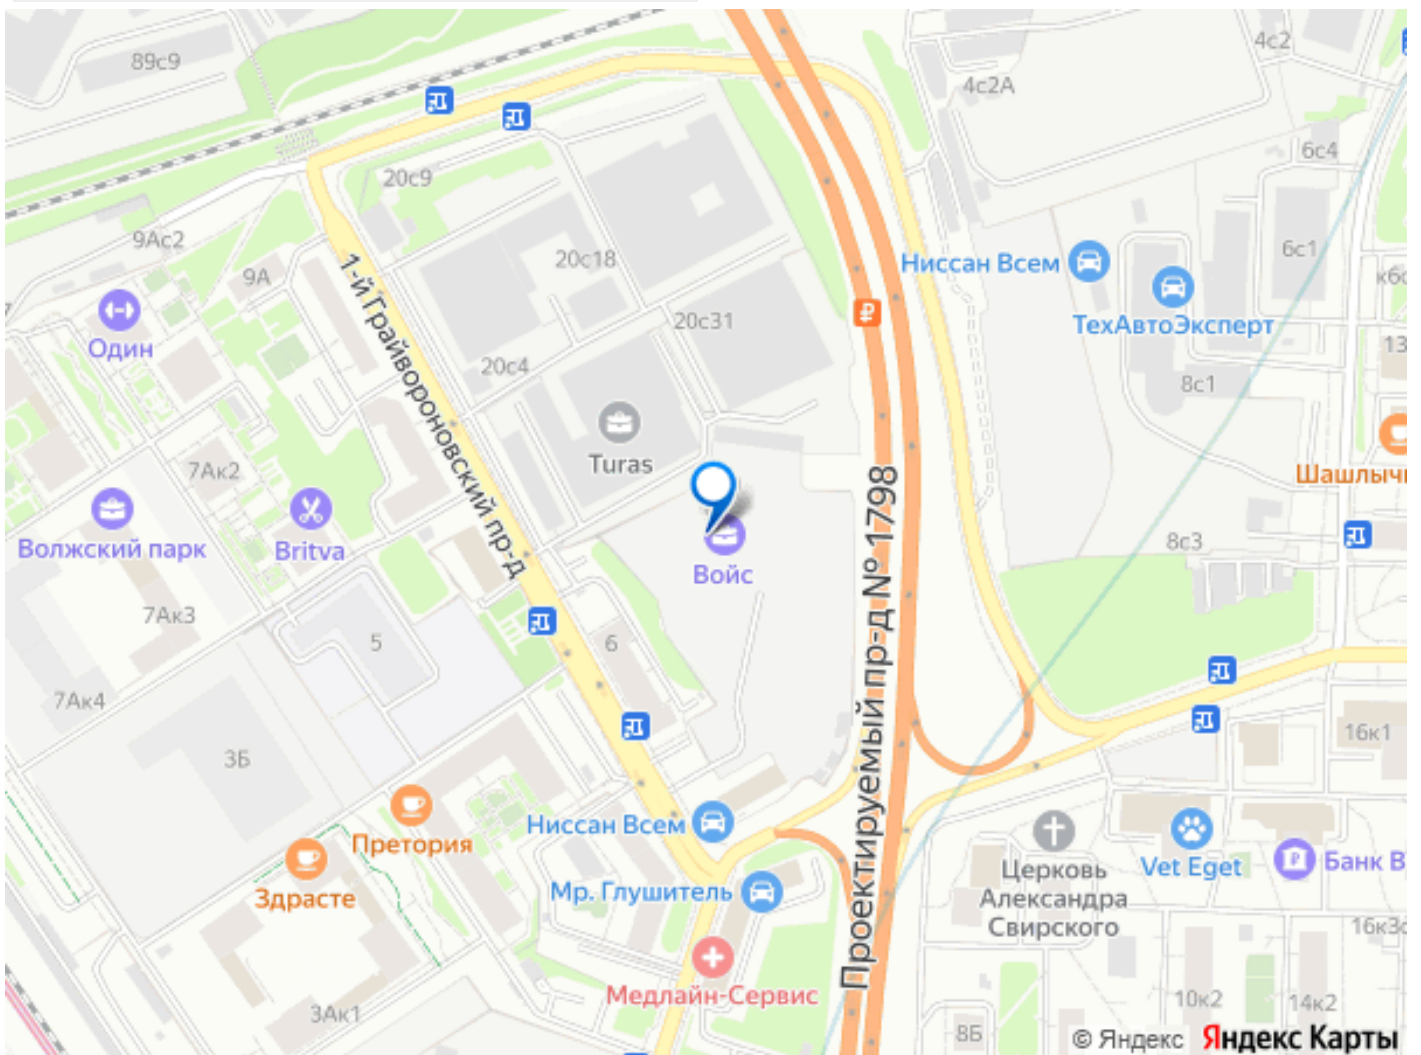 89с9
4с2
4с2А
6с4
20с9
9Ас2
20с18
6с1
9А
Ниссан Всем
1-й Грайвороновский пр-д
20с31
ТехАвтоЭксперт
Один
13
20с4
8с1
Turas
7Ак2
Шашлычн
Проектируемый пр-д № 1798
Волжский парк
Britva
8с3
Войс
7Ак3
5
6
7Ак4
16к1
3Б
Ниссан Всем
Претория
Vet Eget
Банк В
Церковь
Александра
Свирского
Здрасте
Мр. Глушитель
Медлайн-Сервис
10к2
14к2
3Ак1
8Б
© Яндекс Яндекс Карты